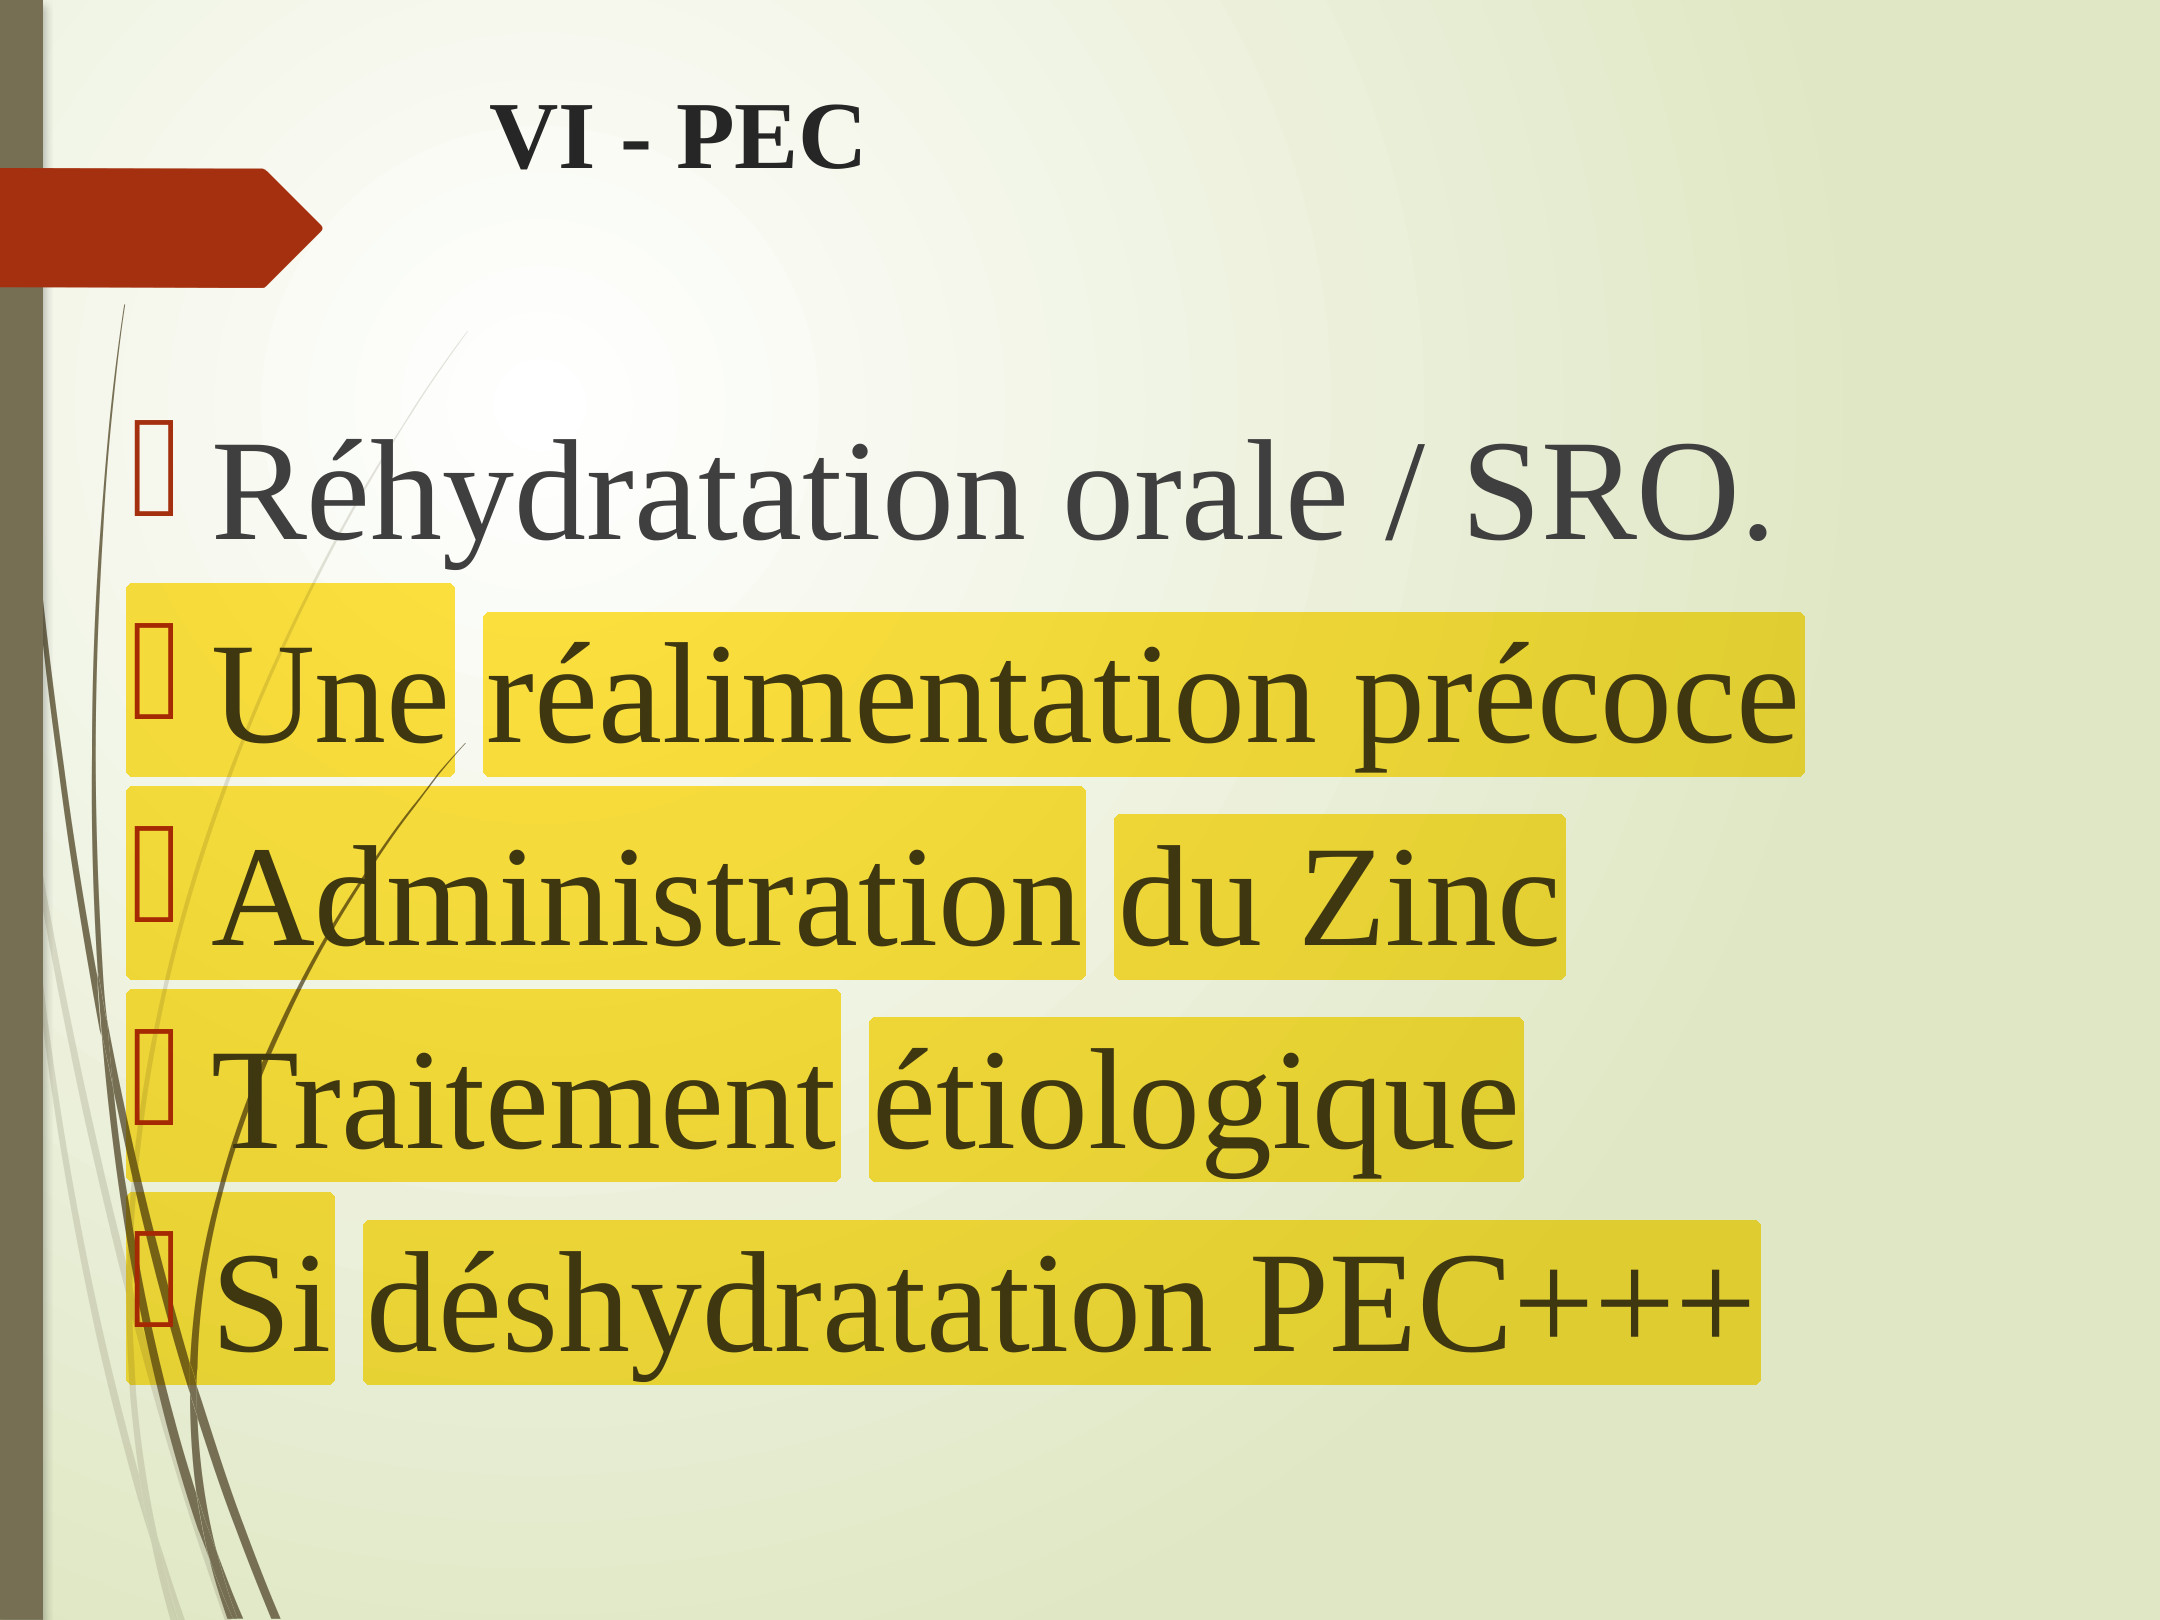 VI - PEC
Réhydratation orale / SRO.
Une réalimentation précoce
Administration du Zinc
Traitement étiologique
Si déshydratation PEC+++